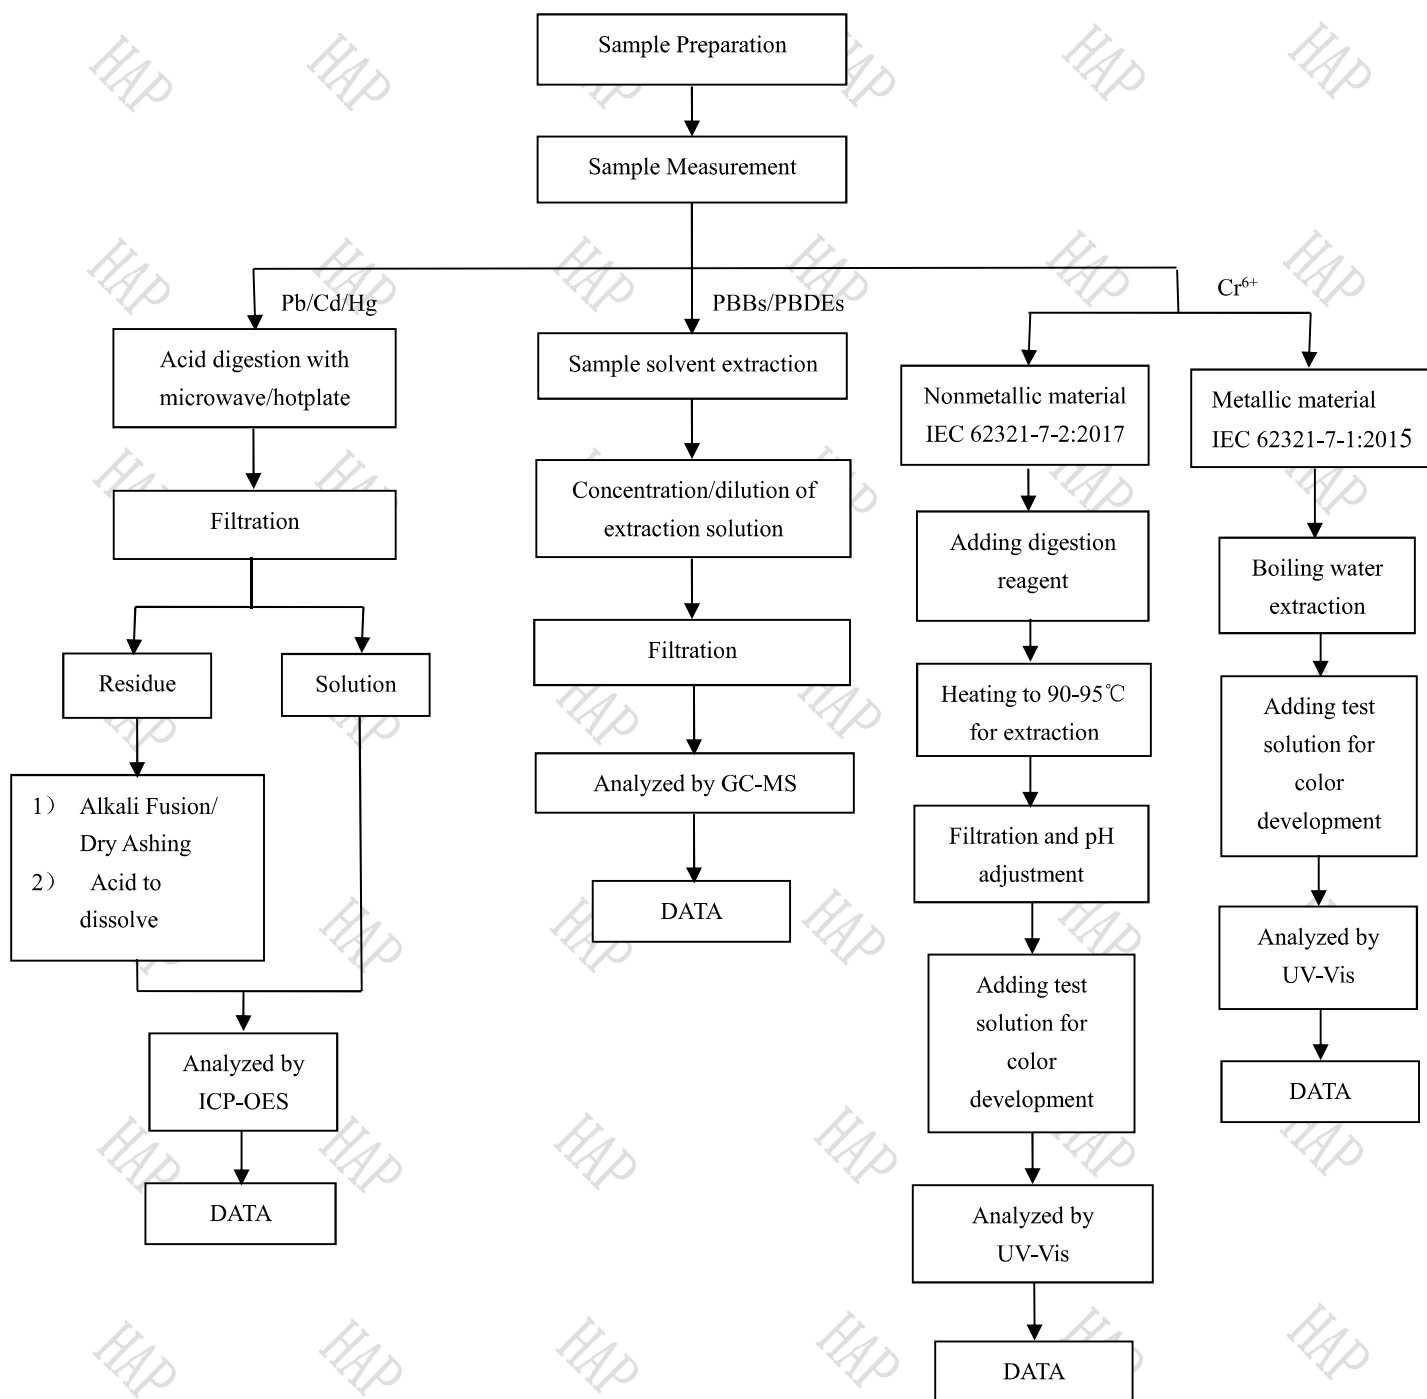 Sample Preparation
Sample Measurement
Pb/Cd/Hg
PBBs/PBDEs
Cr⁶⁺
Acid digestion with
microwave/hotplate
Filtration
Residue
Solution
1） Alkali Fusion/
Dry Ashing
2） Acid to
dissolve
Analyzed by
ICP-OES
DATA
Sample solvent extraction
Concentration/dilution of
extraction solution
Filtration
Analyzed by GC-MS
DATA
Nonmetallic material
IEC 62321-7-2:2017
Adding digestion
reagent
Heating to 90-95℃
for extraction
Filtration and pH
adjustment
Adding test
solution for
color
development
Analyzed by
UV-Vis
DATA
Metallic material
IEC 62321-7-1:2015
Boiling water
extraction
Adding test
solution for
color
development
Analyzed by
UV-Vis
DATA
HAP